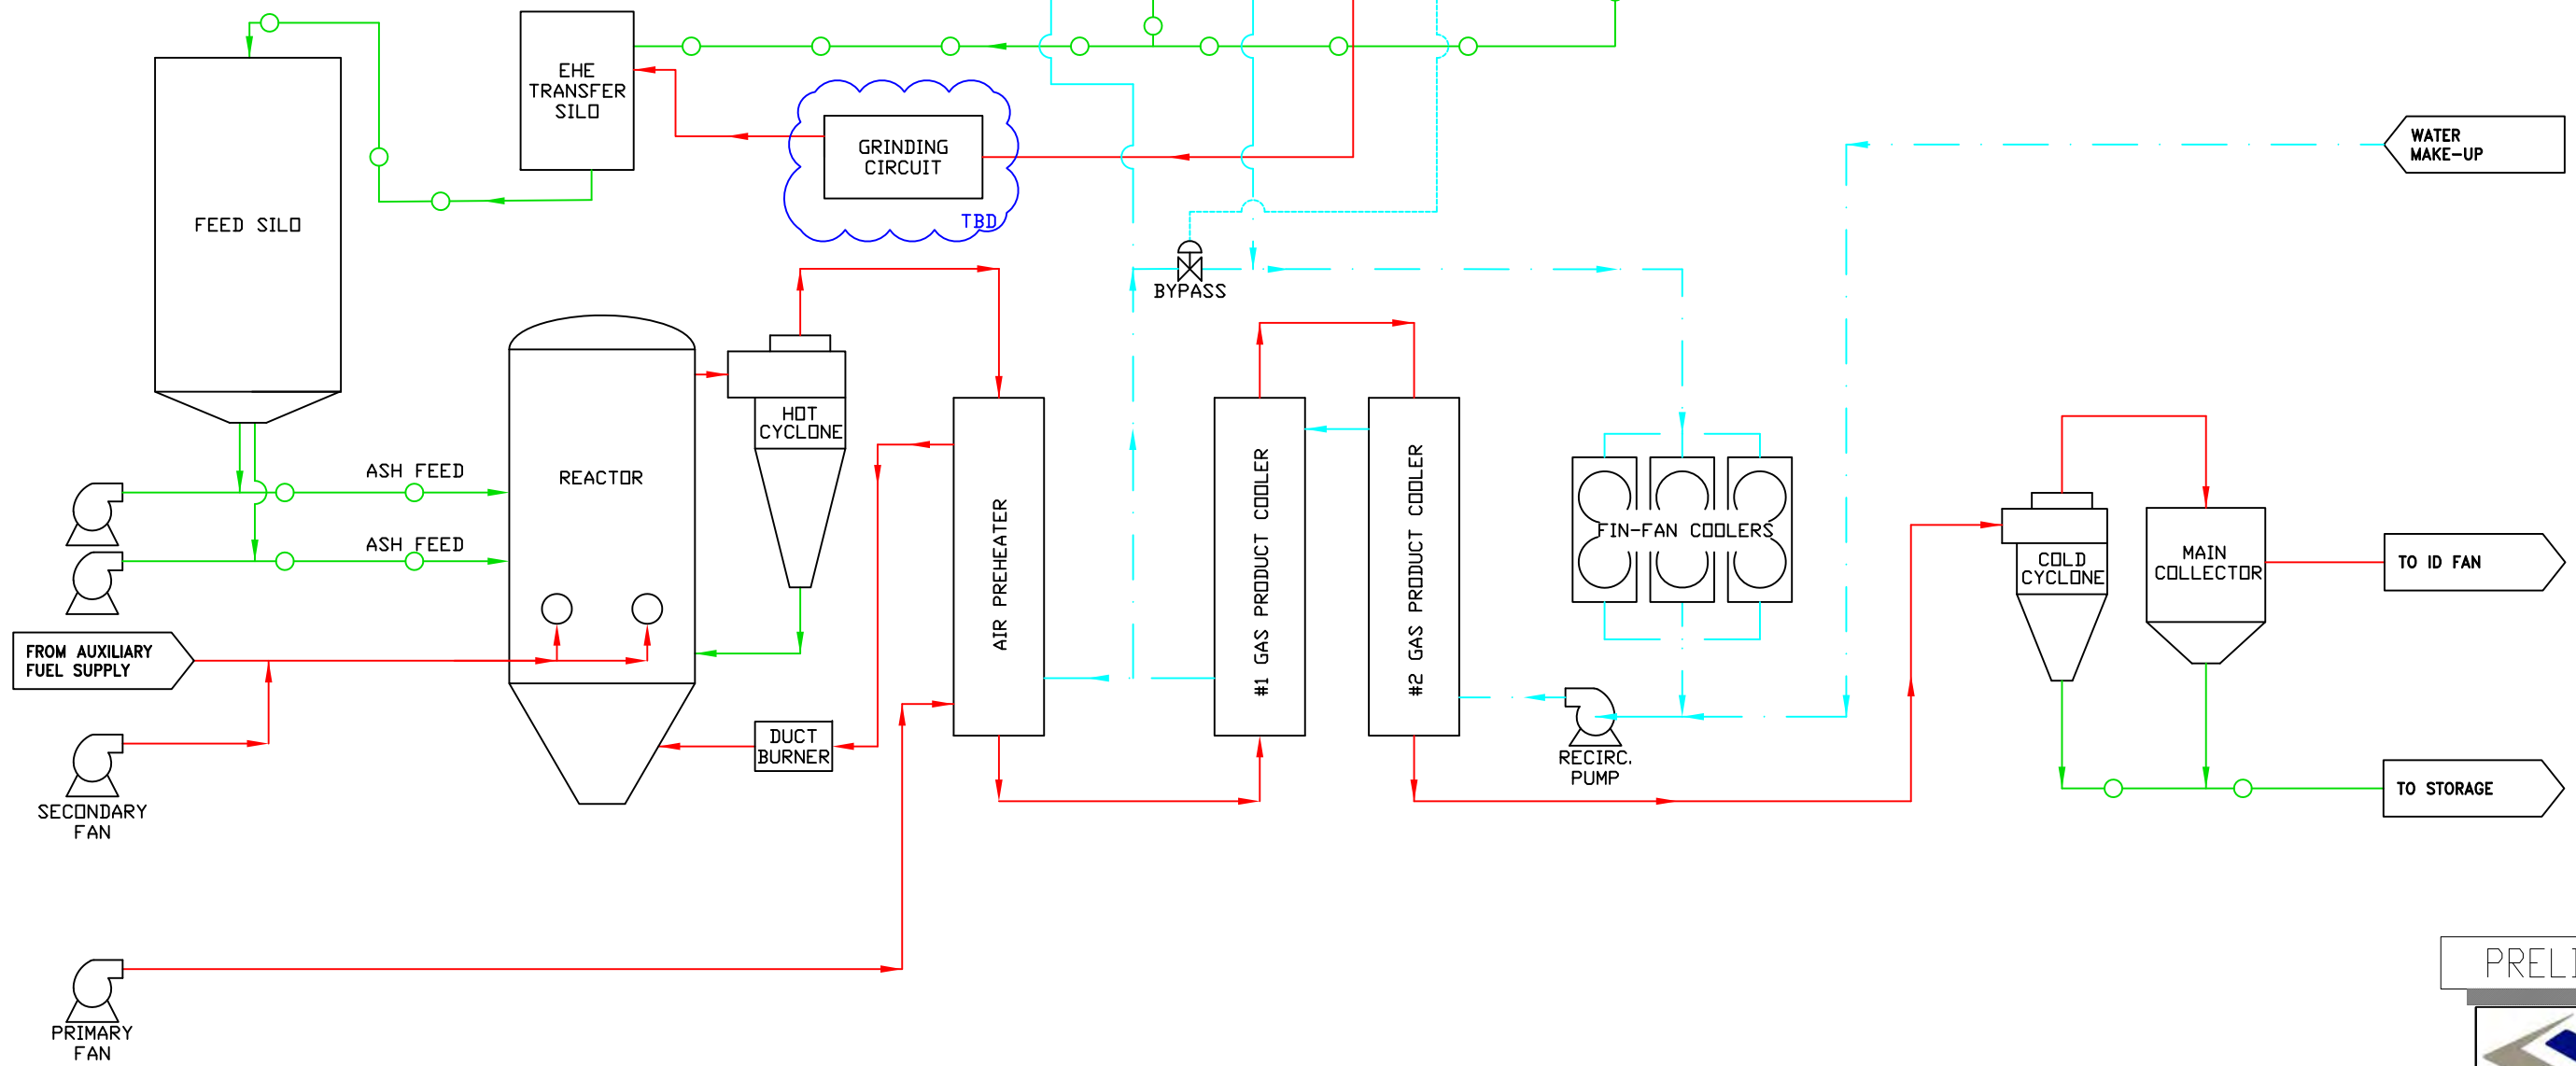 EHE
TRANSFER
SILO
GRINDING
CIRCUIT
TBD
WATER
MAKE-UP
FEED SILO
BYPASS
HOT
CYCLONE
ASH FEED
REACTOR
ASH FEED
AIR PREHEATER
#1 GAS PRODUCT COOLER
#2 GAS PRODUCT COOLER
FIN-FAN COOLERS
COLD
CYCLONE
MAIN
COLLECTOR
TO ID FAN
FROM AUXILIARY
FUEL SUPPLY
DUCT
BURNER
RECIRC.
PUMP
TO STORAGE
SECONDARY
FAN
PRIMARY
FAN